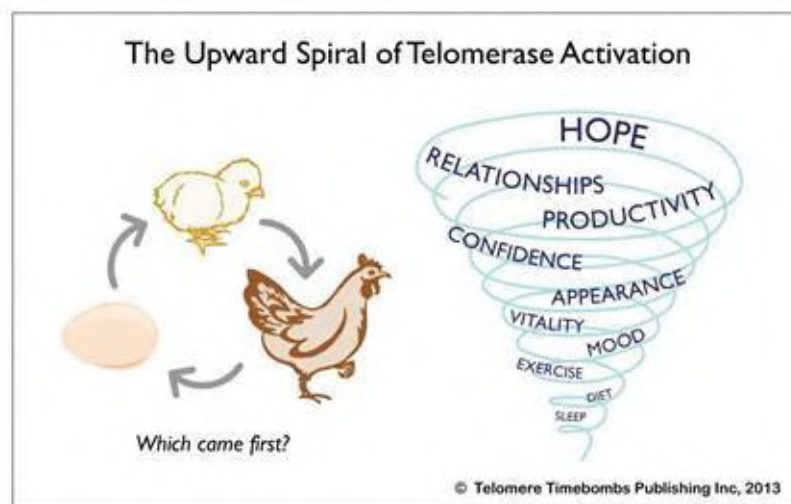 The Upward Spiral of Telomerase Activation
HOPE
RELATIONSHIPS
PRODUCTIVITY
CONFIDENCE
APPEARANCE
VITALITY
MOOD
EXERCISE
DIET
SLEEP
Which came first?
© Telomere Timebombs Publishing Inc, 2013